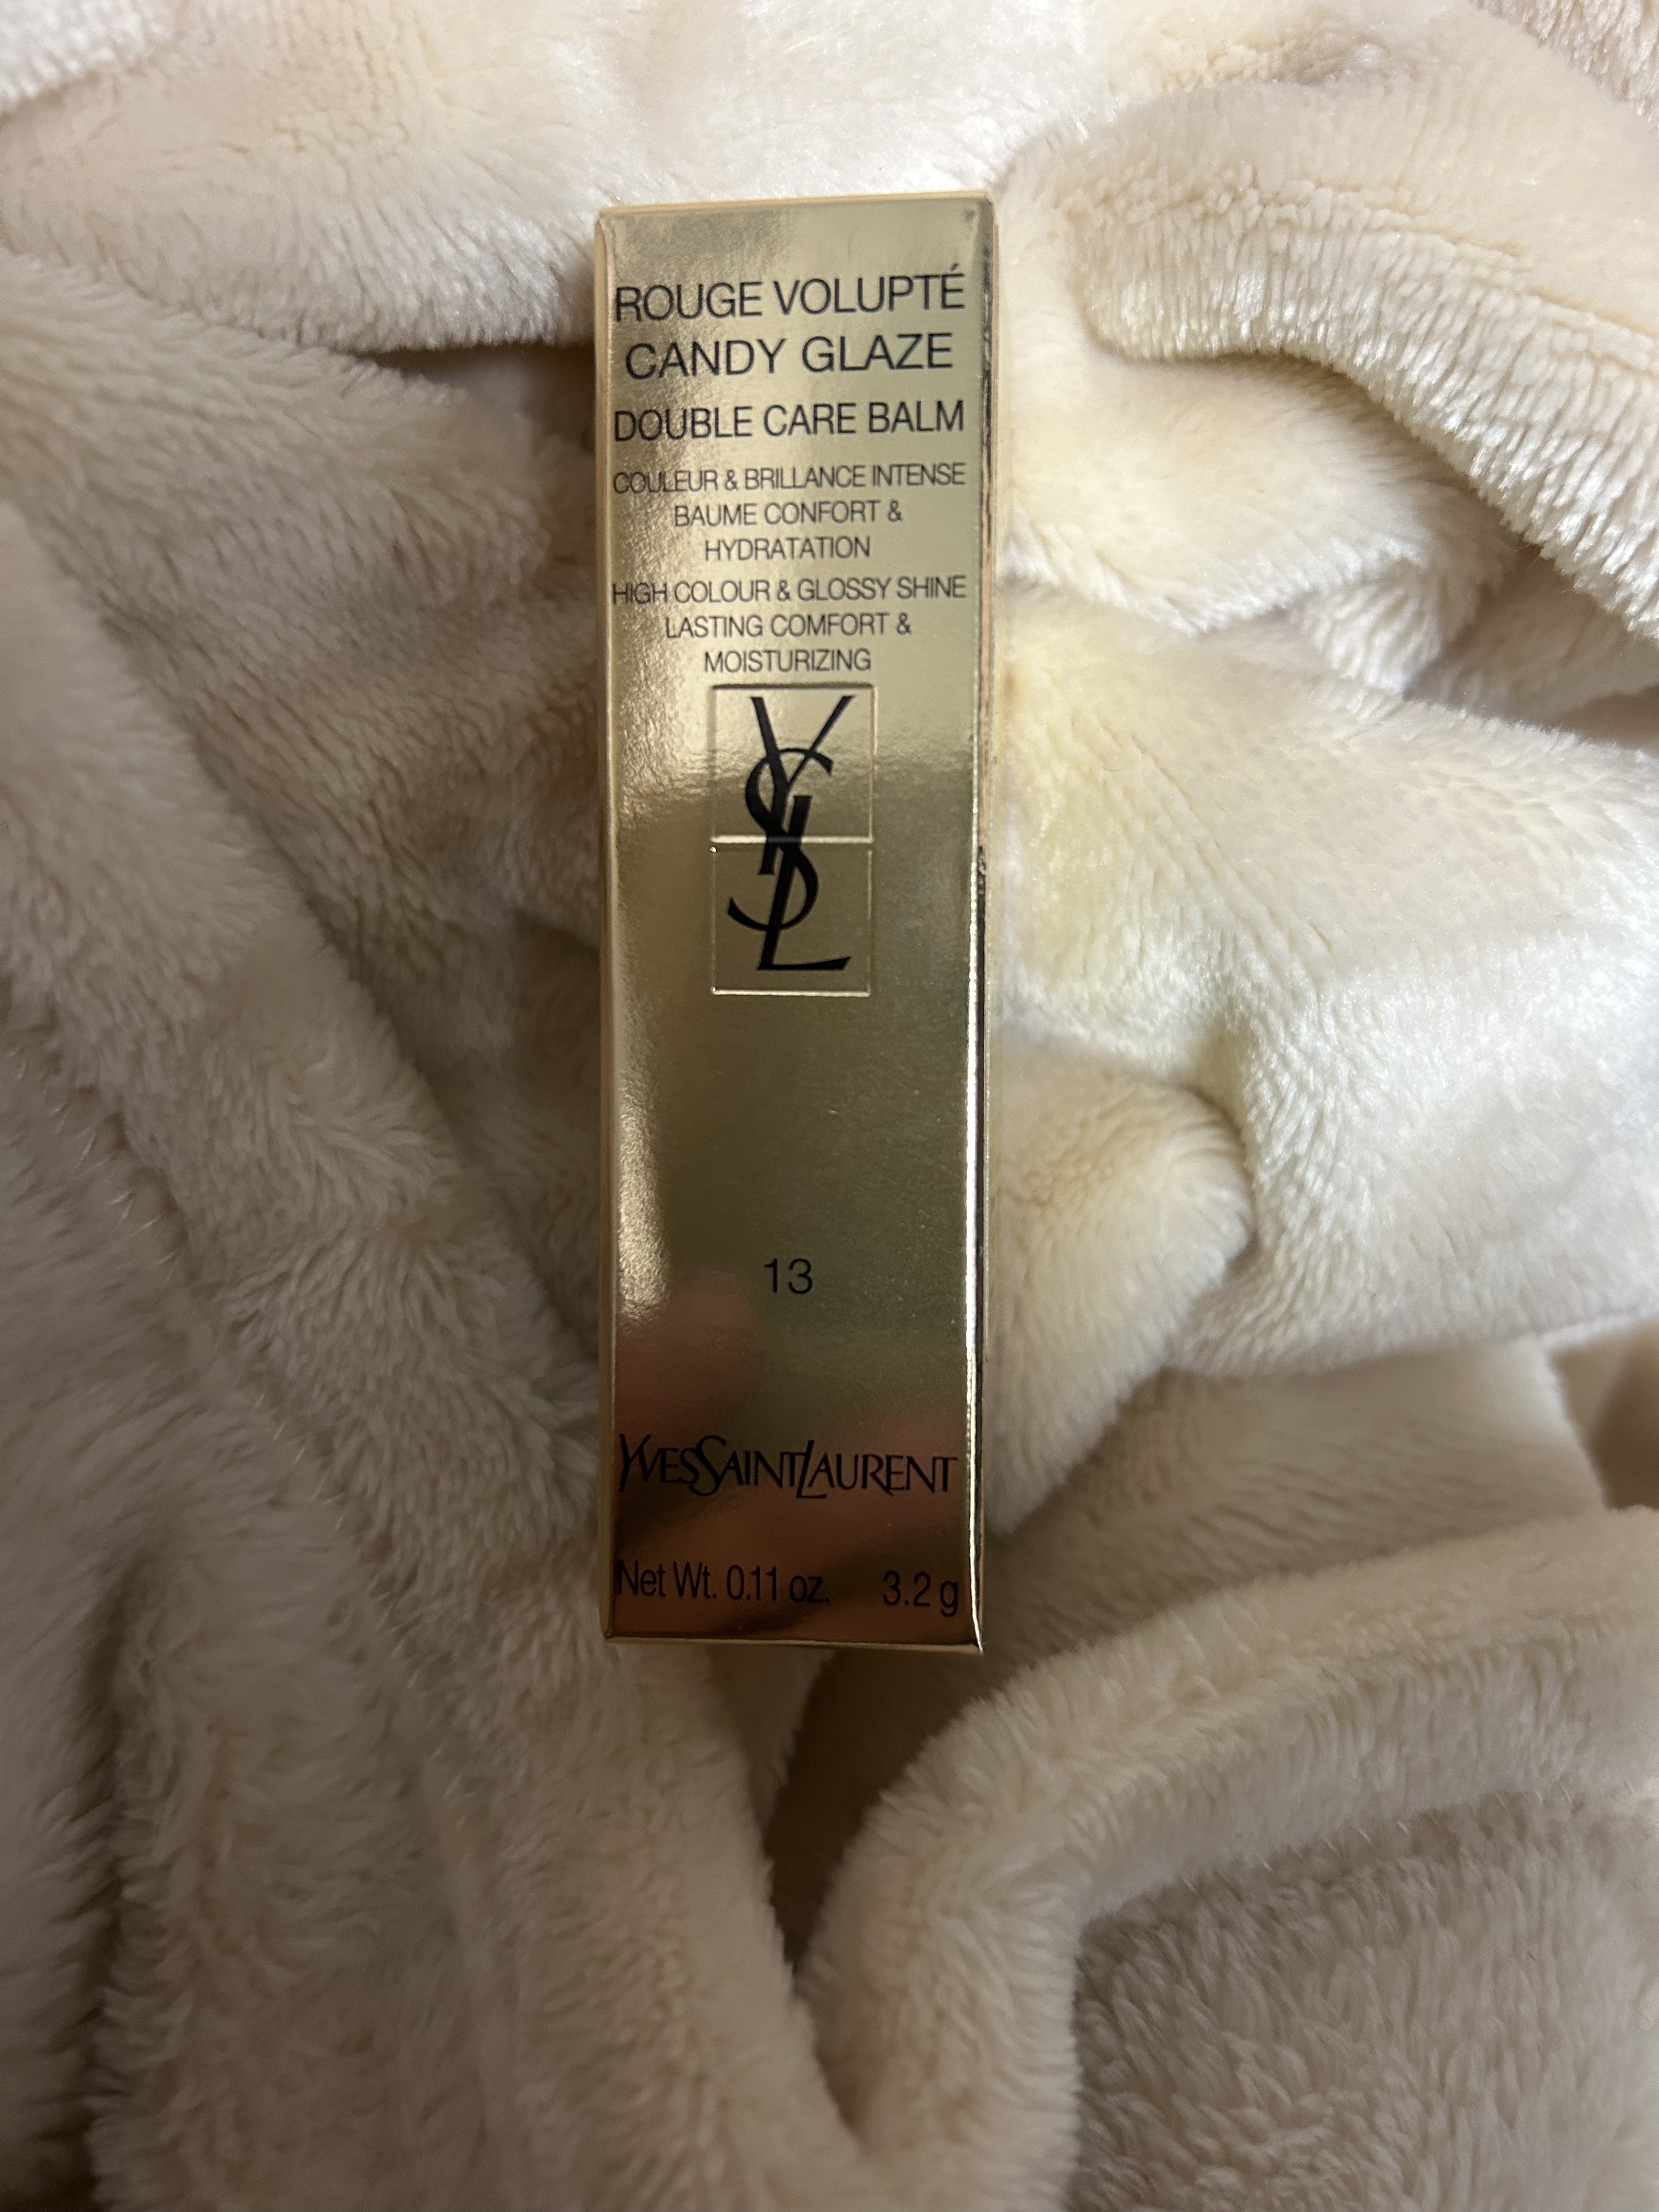 ROUGE VOLUPTÉ
CANDY GLAZE
DOUBLE CARE BALM
COULEUR & BRILLANCE INTENSE
BAUME CONFORT &
HYDRATATION
HIGH COLOUR & GLOSSY SHINE
LASTING COMFORT &
MOISTURIZING
YSL
13
YVESSAINTLAURENT
Net Wt. 0.11 oz. 3.2 g